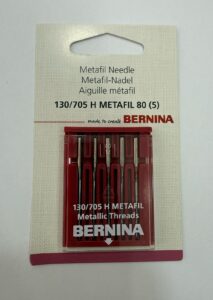 Metafil Needle
Metafil-Nadel
Aiguille métafil
130/705 H METAFIL 80 (5)
made to create BERNINA
130/705 H METAFIL
Metallic Threads
BERNINA